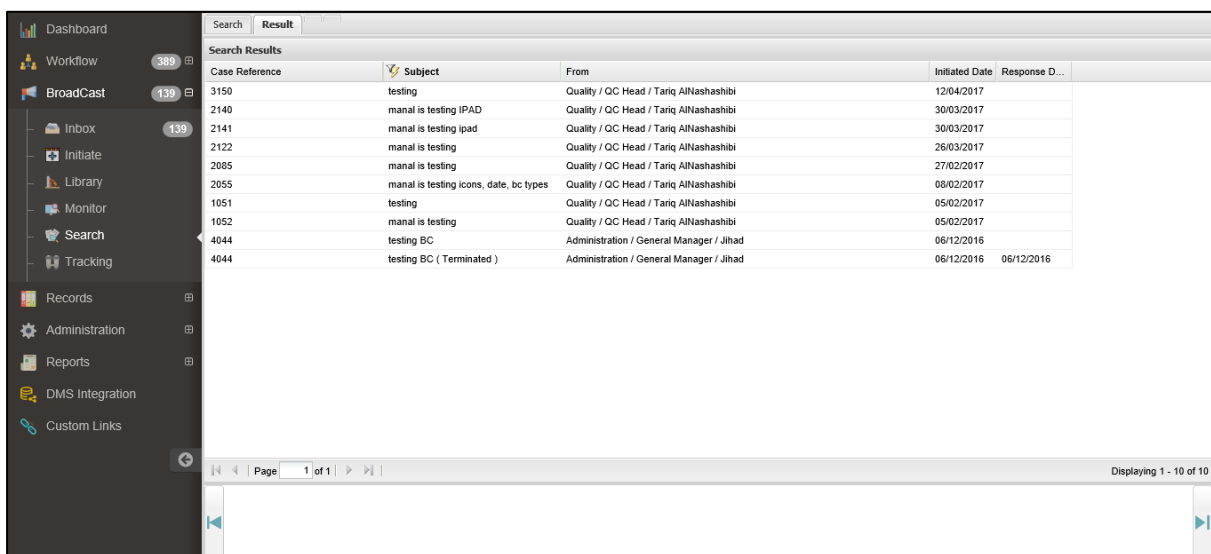 Dashboard
Workflow 389
BroadCast 139
Inbox 139
Initiate
Library
Monitor
Search
Tracking
Records
Administration
Reports
DMS Integration
Custom Links
Search Result
Search Results
Case Reference Subject From Initiated Date Response D...
3150 testing Quality / QC Head / Tariq AlNashashibi 12/04/2017
2140 manal is testing IPAD Quality / QC Head / Tariq AlNashashibi 30/03/2017
2141 manal is testing ipad Quality / QC Head / Tariq AlNashashibi 30/03/2017
2122 manal is testing Quality / QC Head / Tariq AlNashashibi 26/03/2017
2085 manal is testing Quality / QC Head / Tariq AlNashashibi 27/02/2017
2055 manal is testing icons, date, bc types Quality / QC Head / Tariq AlNashashibi 08/02/2017
1051 testing Quality / QC Head / Tariq AlNashashibi 05/02/2017
1052 manal is testing Quality / QC Head / Tariq AlNashashibi 05/02/2017
4044 testing BC Administration / General Manager / Jihad 06/12/2016
4044 testing BC ( Terminated ) Administration / General Manager / Jihad 06/12/2016 06/12/2016
Page 1 of 1 Displaying 1 - 10 of 10